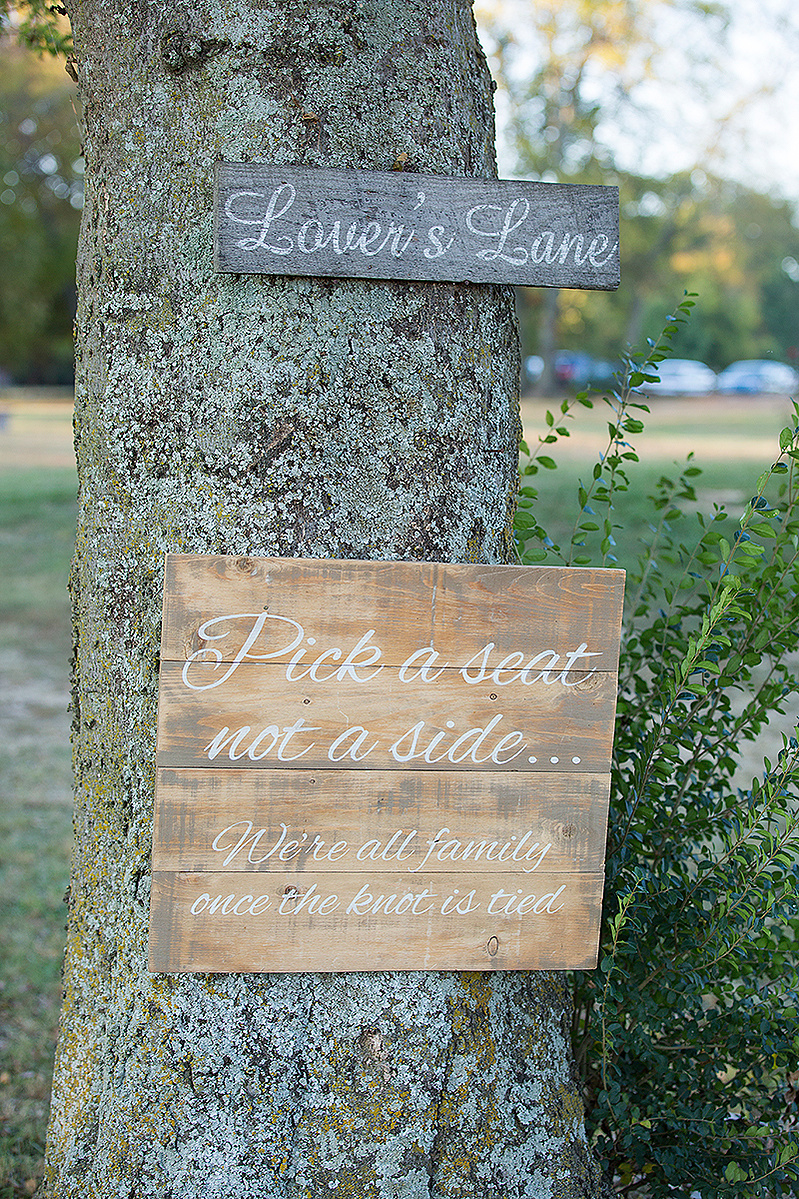 Lover's Lane
Pick a seat
not a side...
We're all family
once the knot is tied